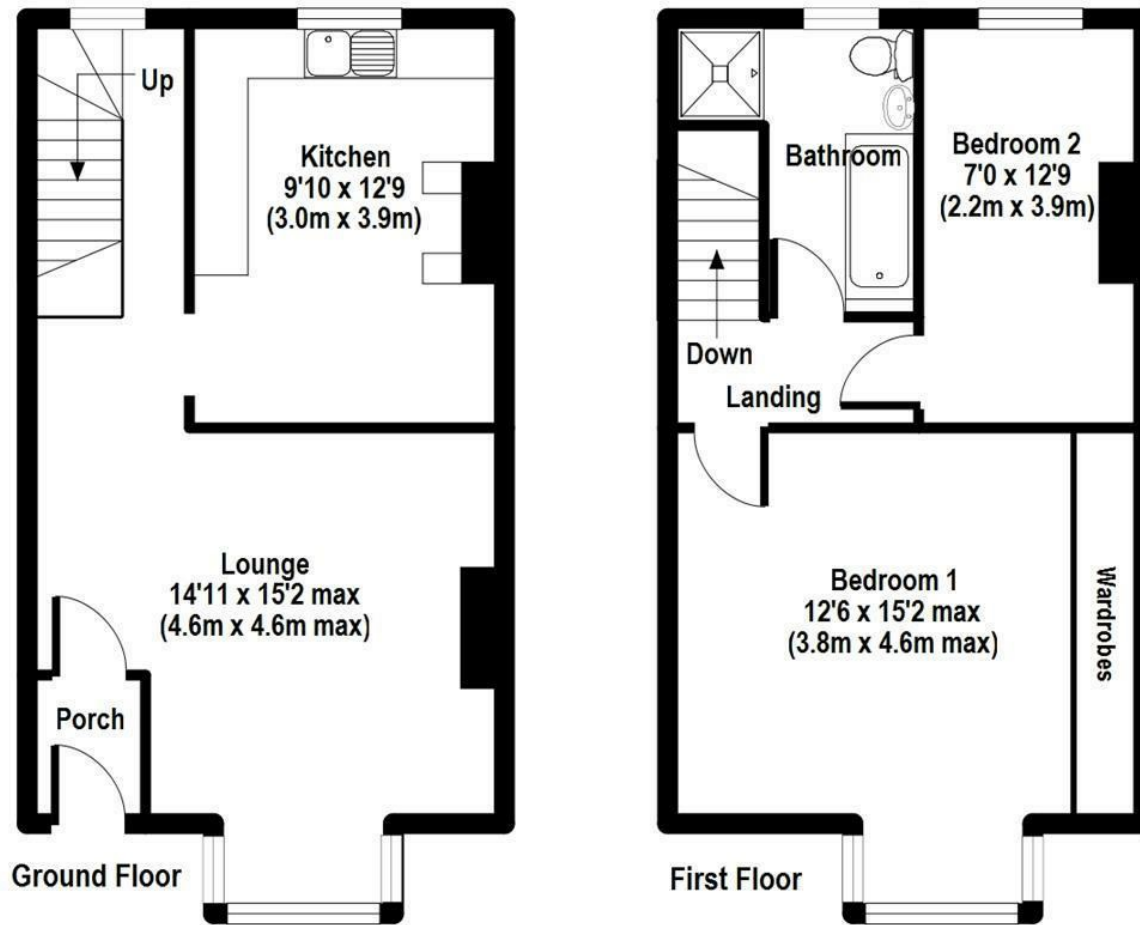 Up
Kitchen
9'10 x 12'9
(3.0m x 3.9m)
Lounge
14'11 x 15'2 max
(4.6m x 4.6m max)
Porch
Ground Floor
Bathroom
Bedroom 2
7'0 x 12'9
(2.2m x 3.9m)
Down
Landing
Bedroom 1
12'6 x 15'2 max
(3.8m x 4.6m max)
Wardrobes
First Floor